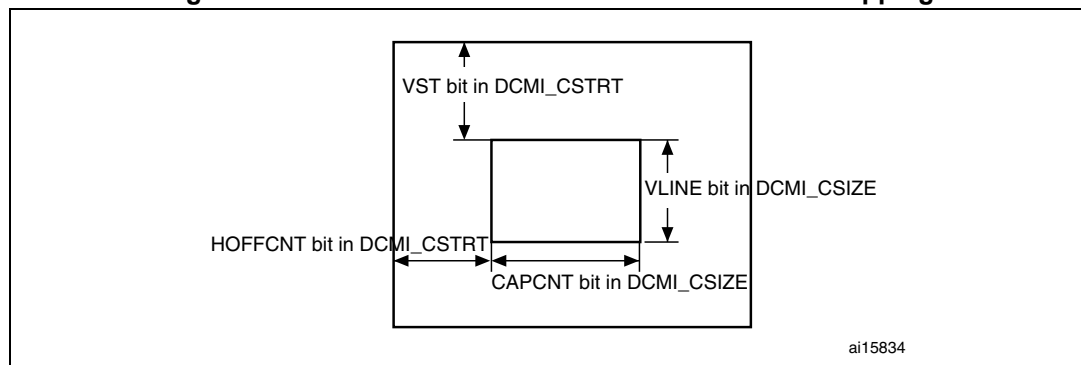 VST bit in DCMI_CSTRT
VLINE bit in DCMI_CSIZE
HOFFCNT bit in DCMI_CSTRT
CAPCNT bit in DCMI_CSIZE
ai15834